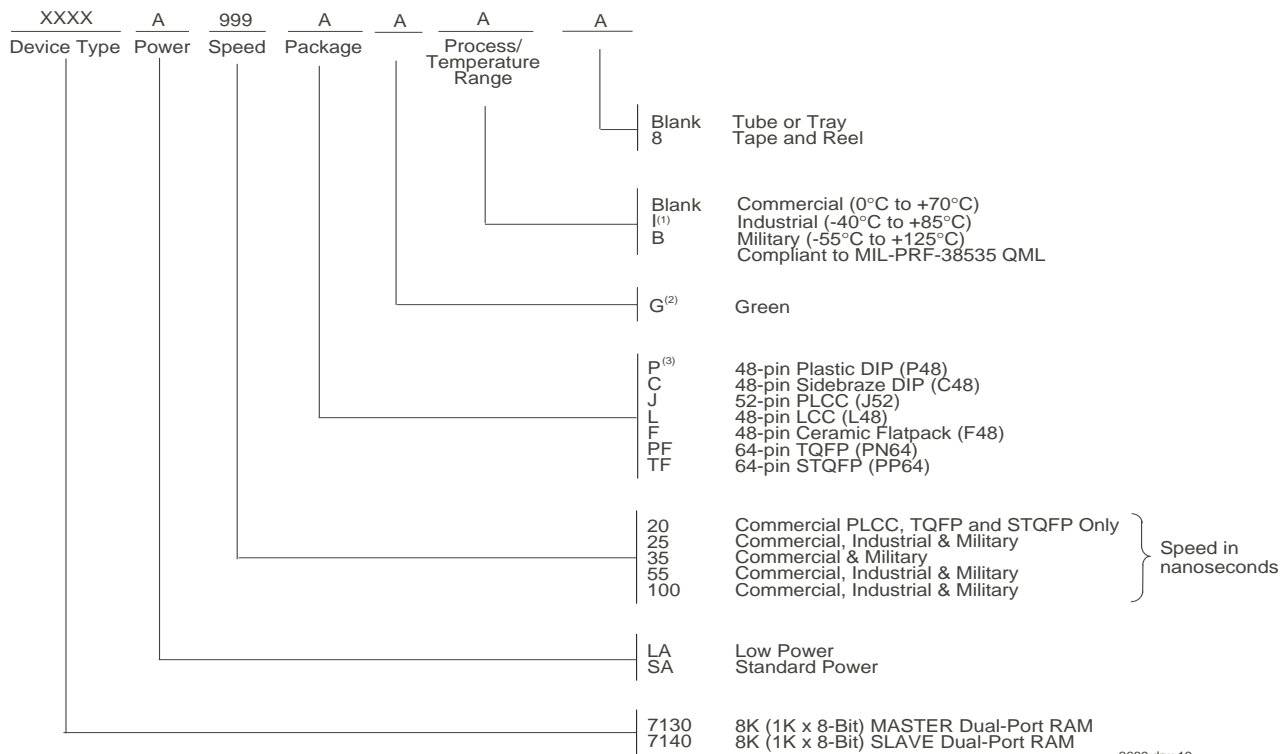 XXXX A 999 A A A A
Device Type Power Speed Package Process/
Temperature
Range
Blank Tube or Tray
8 Tape and Reel
Blank Commercial (0°C to +70°C)
I(1) Industrial (-40°C to +85°C)
B Military (-55°C to +125°C)
Compliant to MIL-PRF-38535 QML
G(2) Green
P(3) 48-pin Plastic DIP (P48)
C 48-pin Sidebraze DIP (C48)
J 52-pin PLCC (J52)
L 48-pin LCC (L48)
F 48-pin Ceramic Flatpack (F48)
PF 64-pin TQFP (PN64)
TF 64-pin STQFP (PP64)
20 Commercial PLCC, TQFP and STQFP Only
25 Commercial, Industrial & Military
35 Commercial & Military
55 Commercial, Industrial & Military
100 Commercial, Industrial & Military
Speed in
nanoseconds
LA Low Power
SA Standard Power
7130 8K (1K x 8-Bit) MASTER Dual-Port RAM
7140 8K (1K x 8-Bit) SLAVE Dual-Port RAM